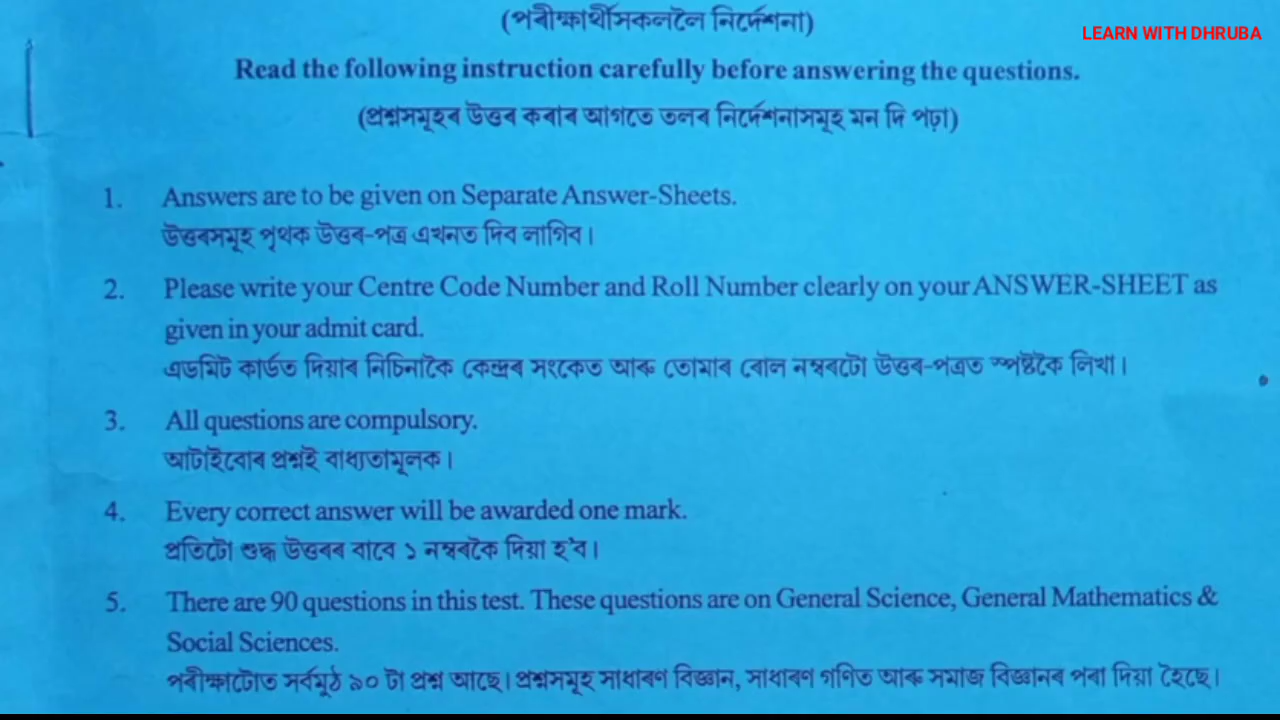 (পৰীক্ষাৰ্থীসকললৈ নিৰ্দেশনা)
LEARN WITH DHRUBA
Read the following instruction carefully before answering the questions.
(প্ৰশ্নসমূহৰ উত্তৰ কৰাৰ আগতে তলৰ নিৰ্দেশনাসমূহ মন দি পঢ়া)
1. Answers are to be given on Separate Answer-Sheets.
উত্তৰসমূহ পৃথক উত্তৰ-পত্ৰ এখনত দিব লাগিব।
2. Please write your Centre Code Number and Roll Number clearly on your ANSWER-SHEET as
given in your admit card.
এডমিট কাৰ্ডত দিয়াৰ নিচিনাকৈ কেন্দ্ৰৰ সংকেত আৰু তোমাৰ ৰোল নম্বৰটো উত্তৰ-পত্ৰত স্পষ্টকৈ লিখা।
3. All questions are compulsory.
আটাইবোৰ প্ৰশ্নই বাধ্যতামূলক।
4. Every correct answer will be awarded one mark.
প্ৰতিটো শুদ্ধ উত্তৰৰ বাবে ১ নম্বৰকৈ দিয়া হ'ব।
5. There are 90 questions in this test. These questions are on General Science, General Mathematics &
Social Sciences.
পৰীক্ষাটোত সৰ্বমুঠ ৯০ টা প্ৰশ্ন আছে। প্ৰশ্নসমূহ সাধাৰণ বিজ্ঞান, সাধাৰণ গণিত আৰু সমাজ বিজ্ঞানৰ পৰা দিয়া হৈছে।